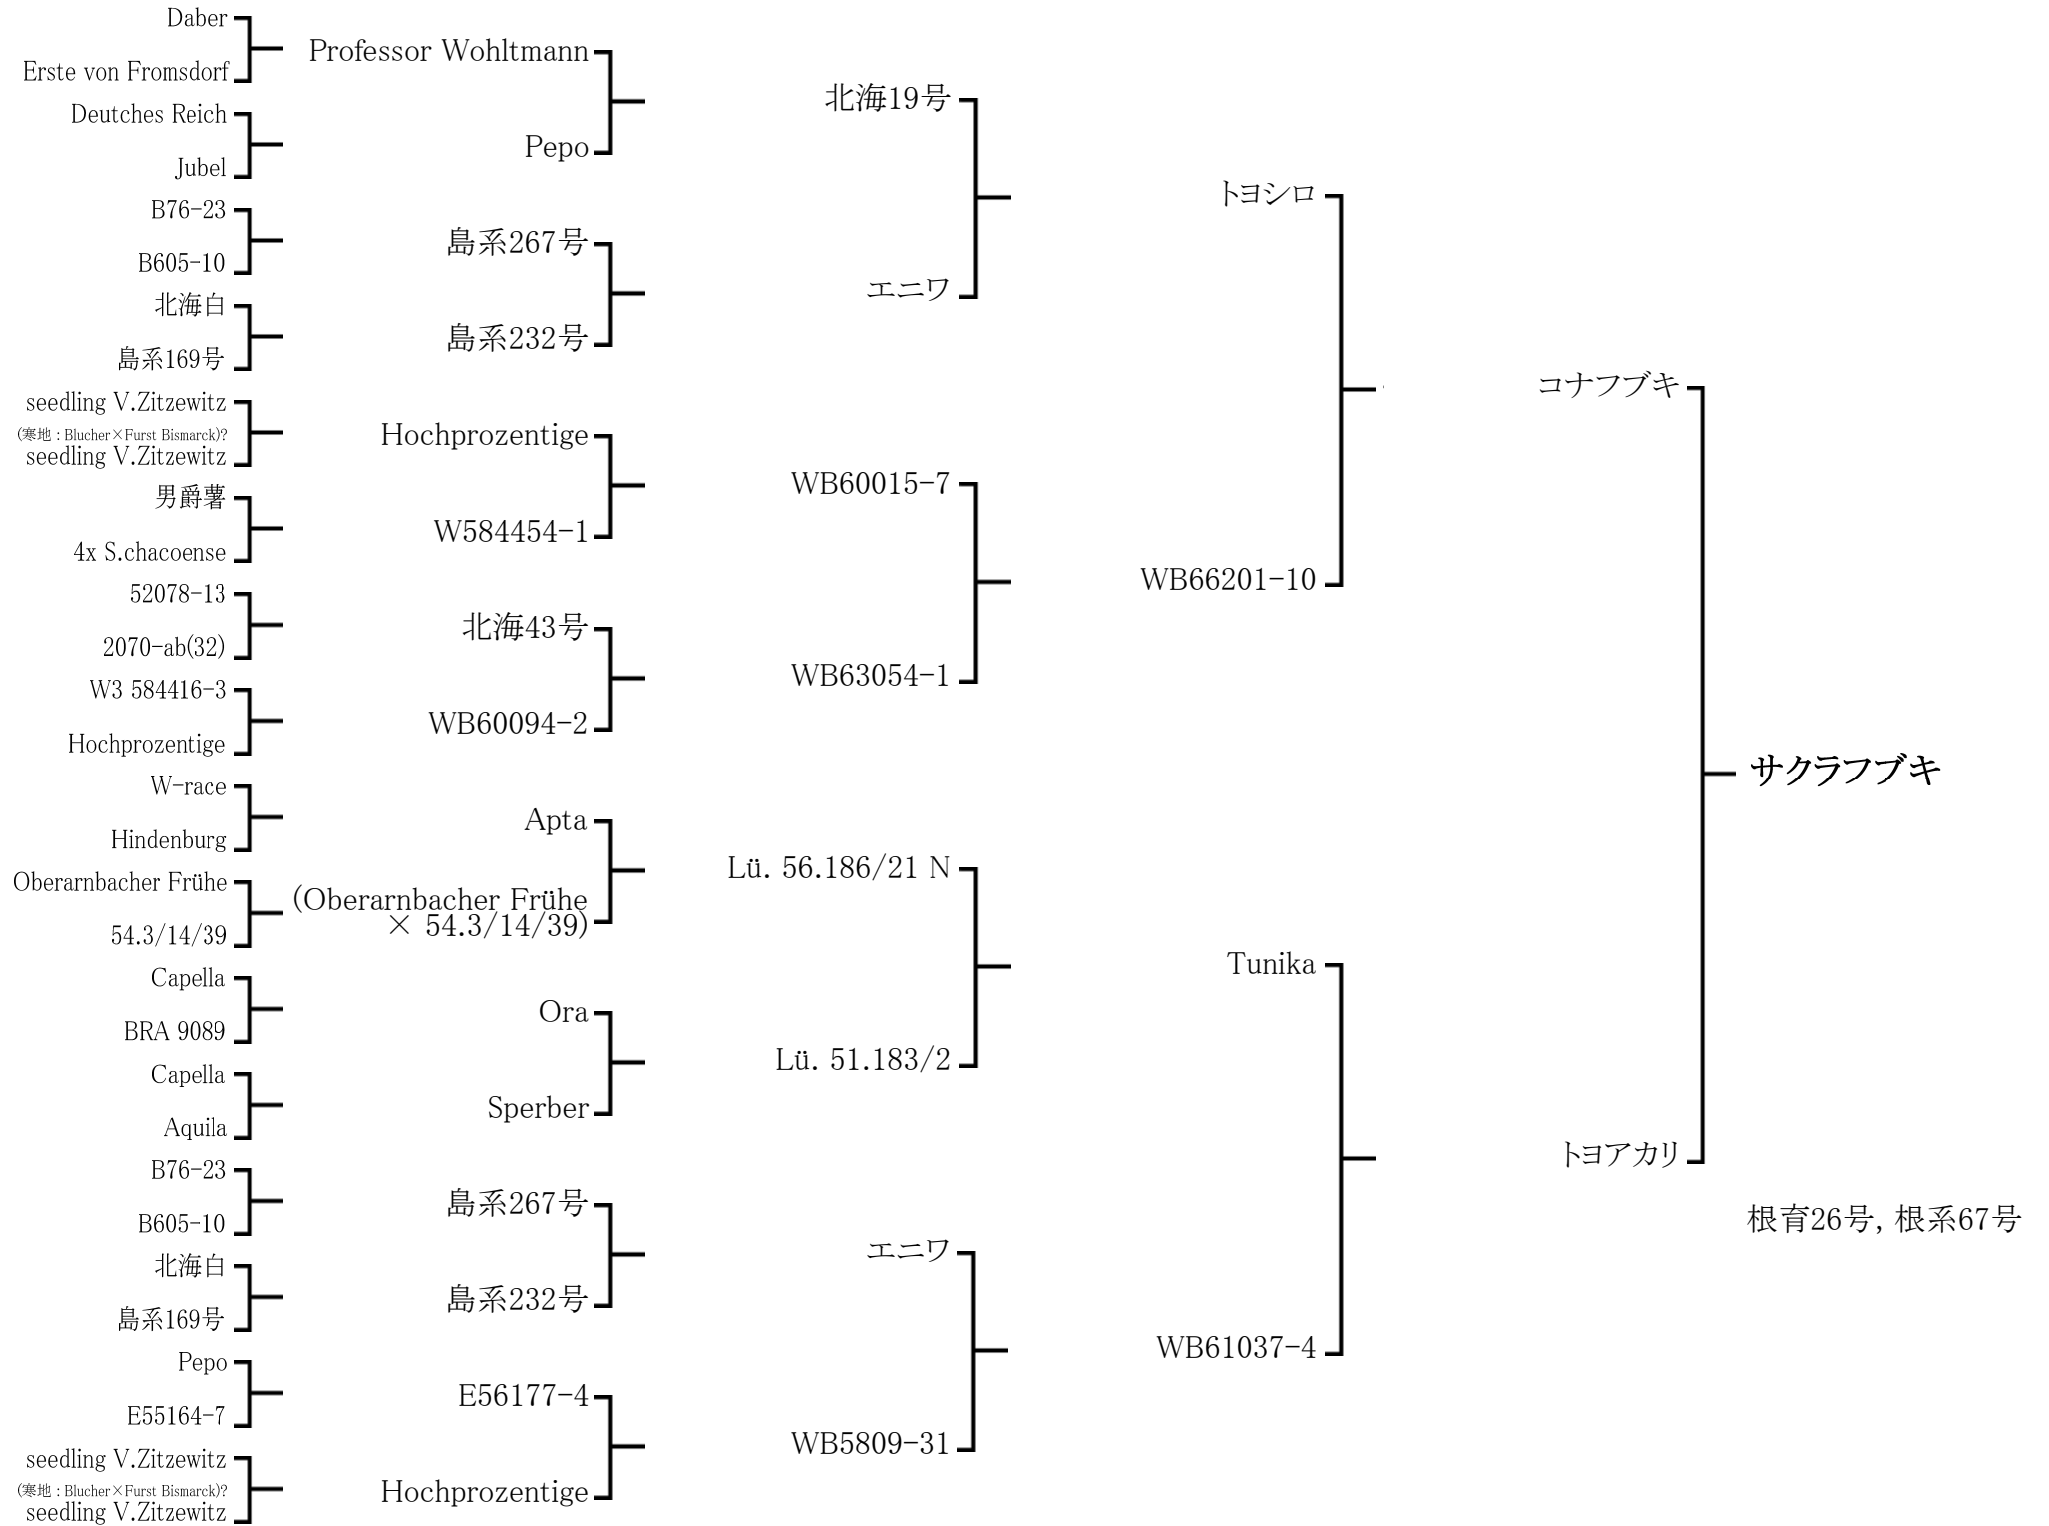 Daber
Erste von Fromsdorf
Deutches Reich
Jubel
B76-23
B605-10
北海白
島系169号
seedling V.Zitzewitz
(寒地：Blucher×Furst Bismarck)?
seedling V.Zitzewitz
男爵薯
4x S.chacoense
52078-13
2070-ab(32)
W3 584416-3
Hochprozentige
W-race
Hindenburg
Oberarnbacher Frühe
54.3/14/39
Capella
BRA 9089
Capella
Aquila
B76-23
B605-10
北海白
島系169号
Pepo
E55164-7
seedling V.Zitzewitz
(寒地：Blucher×Furst Bismarck)?
seedling V.Zitzewitz
Professor Wohltmann
Pepo
島系267号
島系232号
Hochprozentige
W584454-1
北海43号
WB60094-2
Apta
(Oberarnbacher Frühe
× 54.3/14/39)
Ora
Sperber
島系267号
島系232号
E56177-4
Hochprozentige
北海19号
エニワ
WB60015-7
WB63054-1
Lü. 56.186/21 N
Lü. 51.183/2
エニワ
WB5809-31
トヨシロ
WB66201-10
Tunika
WB61037-4
コナフブキ
トヨアカリ
サクラフブキ
根育26号, 根系67号